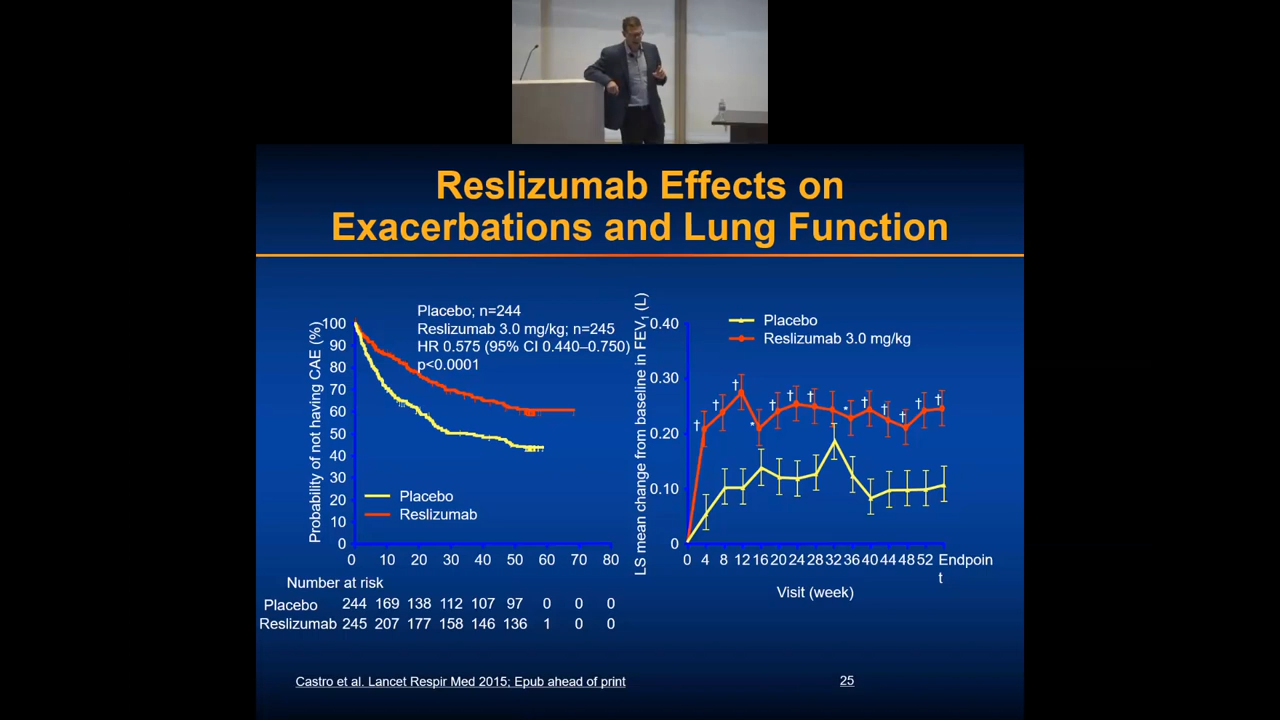 Reslizumab Effects on
Exacerbations and Lung Function
Probability of not having CAE (%)
100
90
80
70
60
50
40
30
20
10
0
Placebo; n=244
Reslizumab 3.0 mg/kg; n=245
HR 0.575 (95% CI 0.440–0.750)
p<0.0001
Placebo
Reslizumab
0 10 20 30 40 50 60 70 80
Number at risk
Placebo 244 169 138 112 107 97 0 0 0
Reslizumab 245 207 177 158 146 136 1 0 0
LS mean change from baseline in FEV1 (L)
0.40
0.30
0.20
0.10
0
Placebo
Reslizumab 3.0 mg/kg
† † † * † † † * † † † † †
0 4 8 12 16 20 24 28 32 36 40 44 48 52 Endpoin
t
Visit (week)
Castro et al. Lancet Respir Med 2015; Epub ahead of print
25